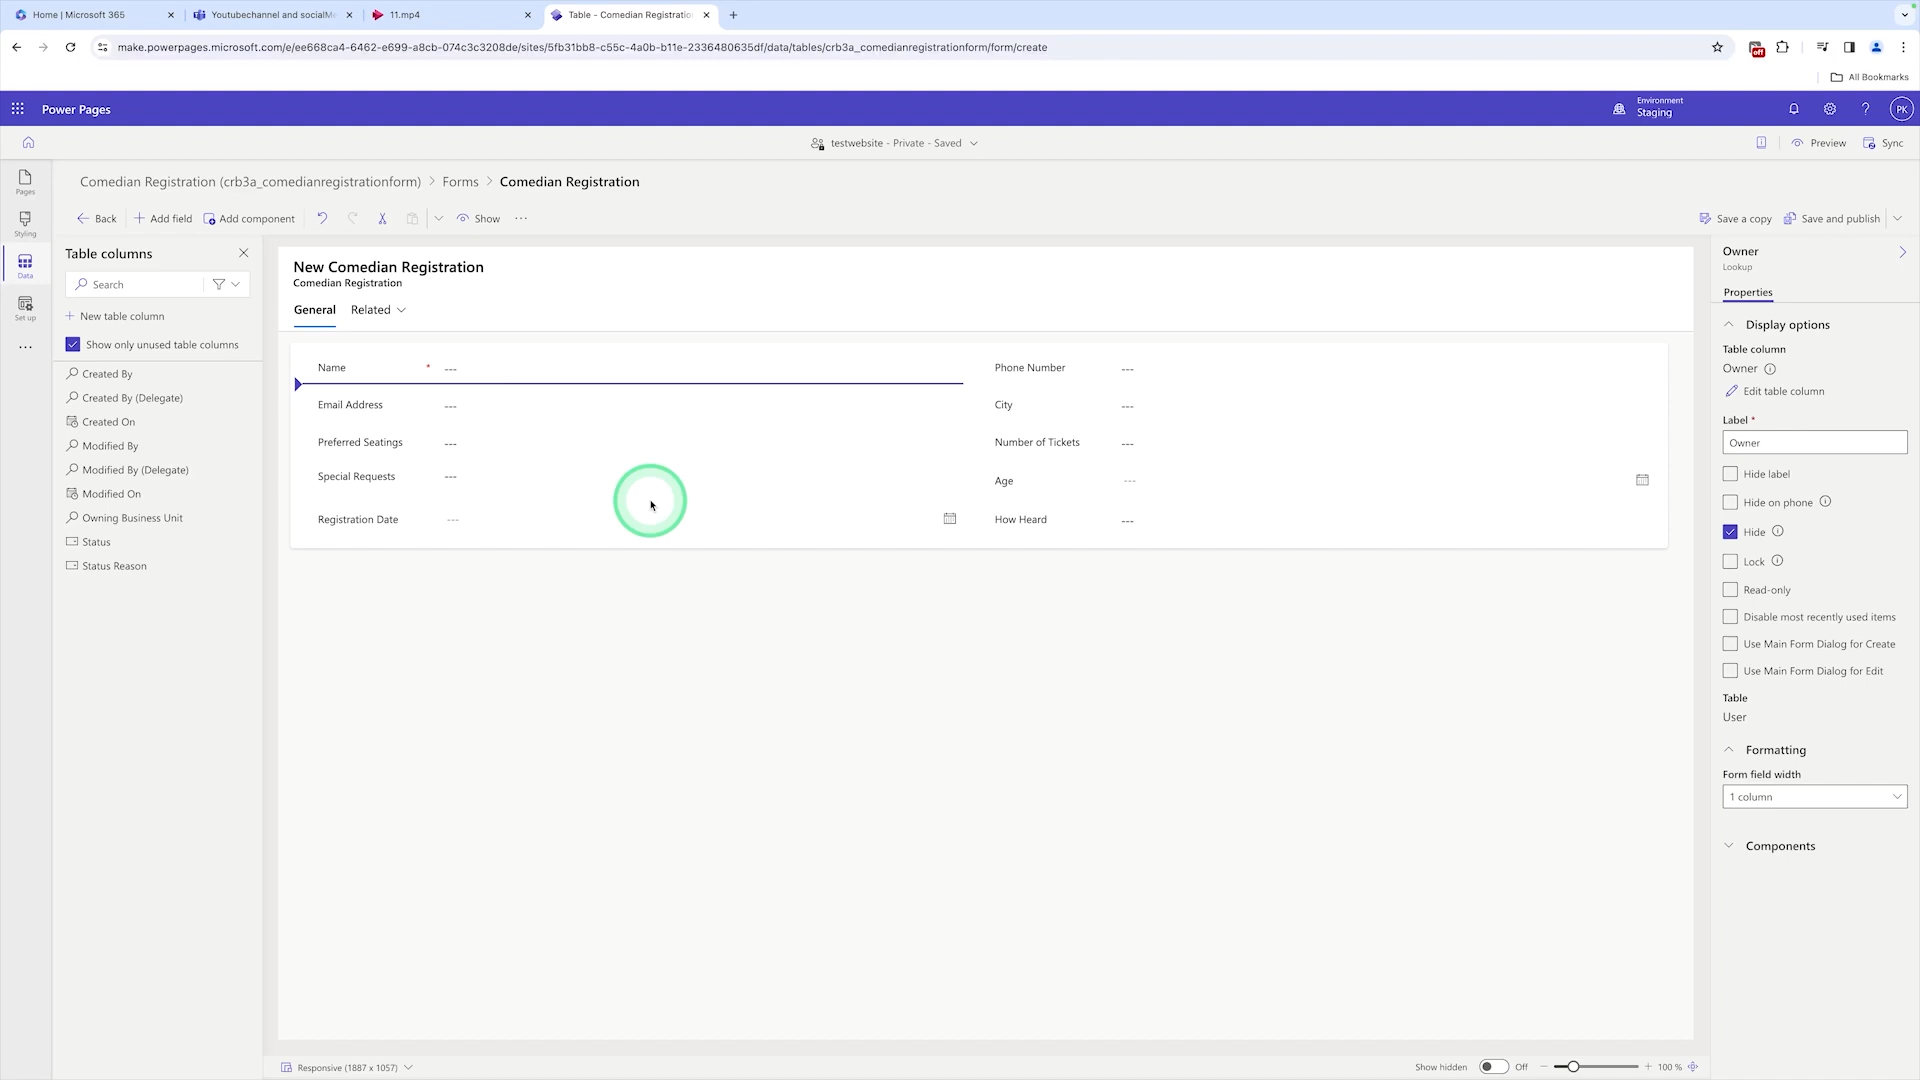 Home | Microsoft 365
Youtubechannel and socialM
11.mp4
Table - Comedian Registratio
make.powerpages.microsoft.com/e/ee668ca4-6462-e699-a8cb-074c3c3208de/sites/5fb31bb8-c55c-4a0b-b11e-2336480635df/data/tables/crb3a_comedianregistrationform/form/create
off
All Bookmarks
Power Pages
Environment
Staging
PK
testwebsite - Private - Saved
Preview
Sync
Pages
Styling
Data
Set up
Comedian Registration (crb3a_comedianregistrationform) > Forms > Comedian Registration
Back
Add field
Add component
Show
Save a copy
Save and publish
Table columns
Search
New table column
Show only unused table columns
Created By
Created By (Delegate)
Created On
Modified By
Modified By (Delegate)
Modified On
Owning Business Unit
Status
Status Reason
New Comedian Registration
Comedian Registration
General
Related
Name * ---
Phone Number ---
Email Address ---
City ---
Preferred Seatings ---
Number of Tickets ---
Special Requests ---
Age ---
Registration Date ---
How Heard ---
Owner
Lookup
Properties
Display options
Table column
Owner
Edit table column
Label *
Owner
Hide label
Hide on phone
Hide
Lock
Read-only
Disable most recently used items
Use Main Form Dialog for Create
Use Main Form Dialog for Edit
Table
User
Formatting
Form field width
1 column
Components
Responsive (1887 x 1057)
Show hidden
Off
100 %